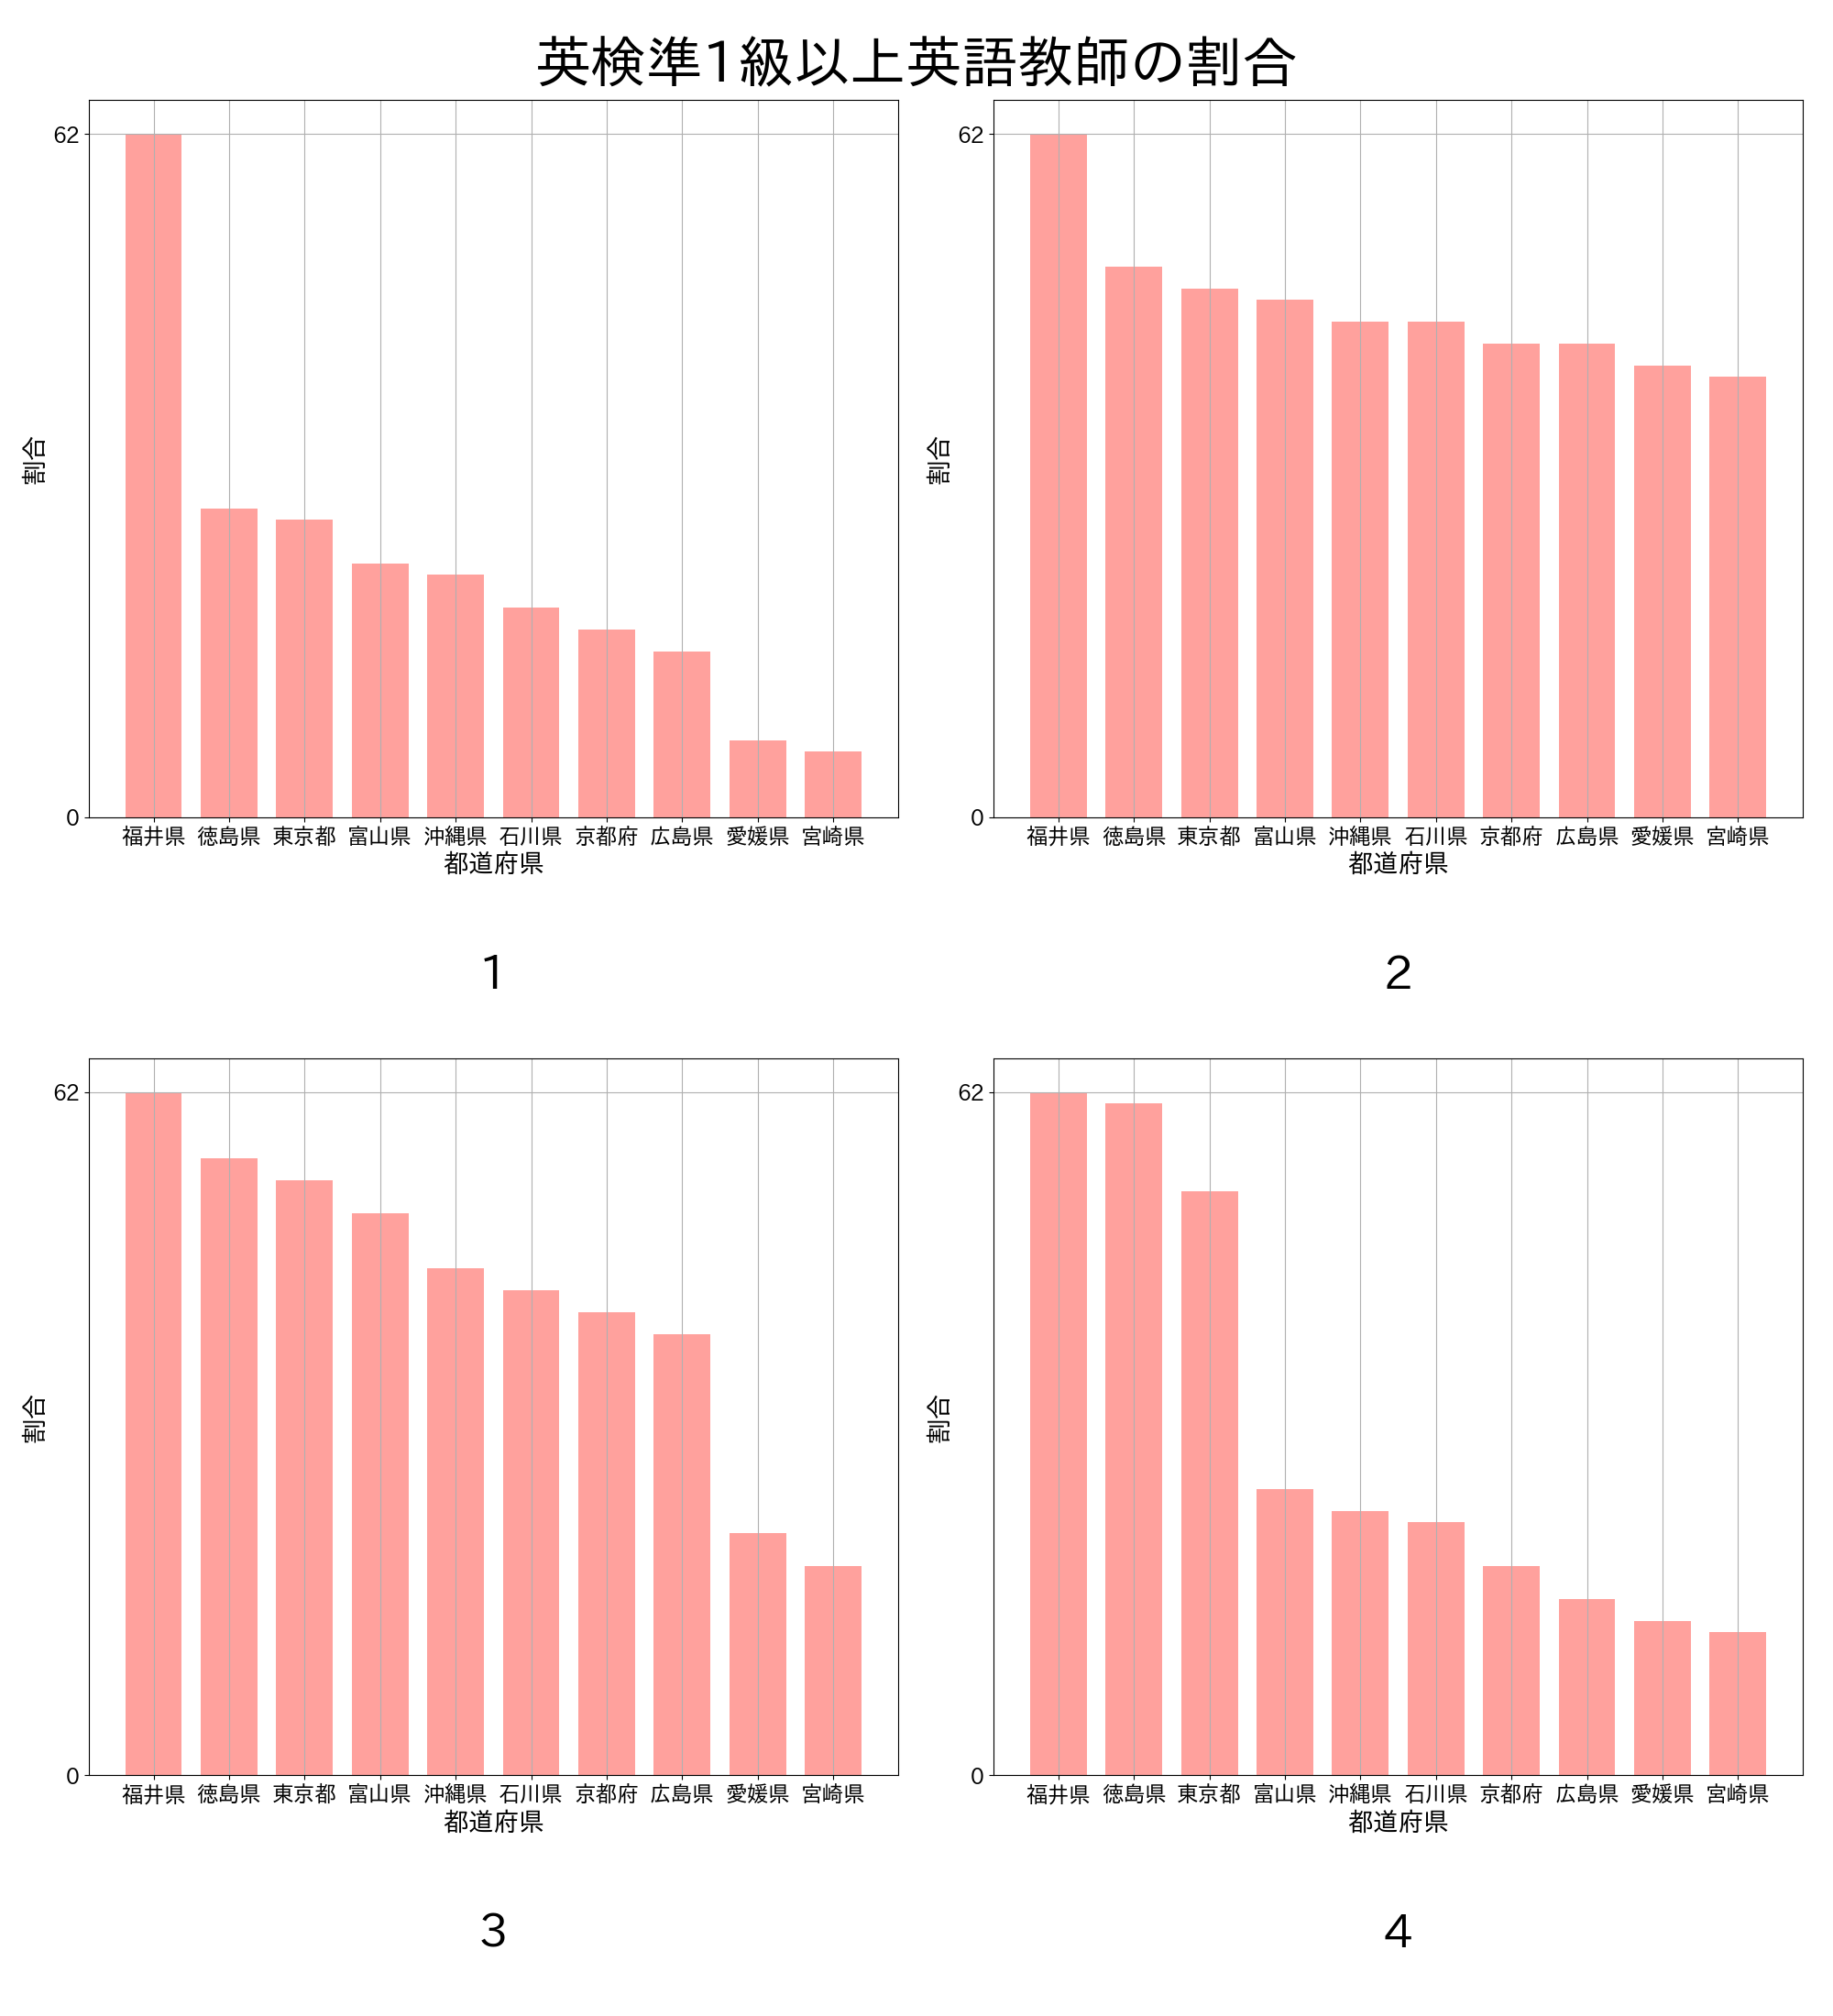 英検準1級以上英語教師の割合
62
0
割合
福井県 徳島県 東京都 富山県 沖縄県 石川県 京都府 広島県 愛媛県 宮崎県
都道府県
1
62
0
割合
福井県 徳島県 東京都 富山県 沖縄県 石川県 京都府 広島県 愛媛県 宮崎県
都道府県
2
62
0
割合
福井県 徳島県 東京都 富山県 沖縄県 石川県 京都府 広島県 愛媛県 宮崎県
都道府県
3
62
0
割合
福井県 徳島県 東京都 富山県 沖縄県 石川県 京都府 広島県 愛媛県 宮崎県
都道府県
4